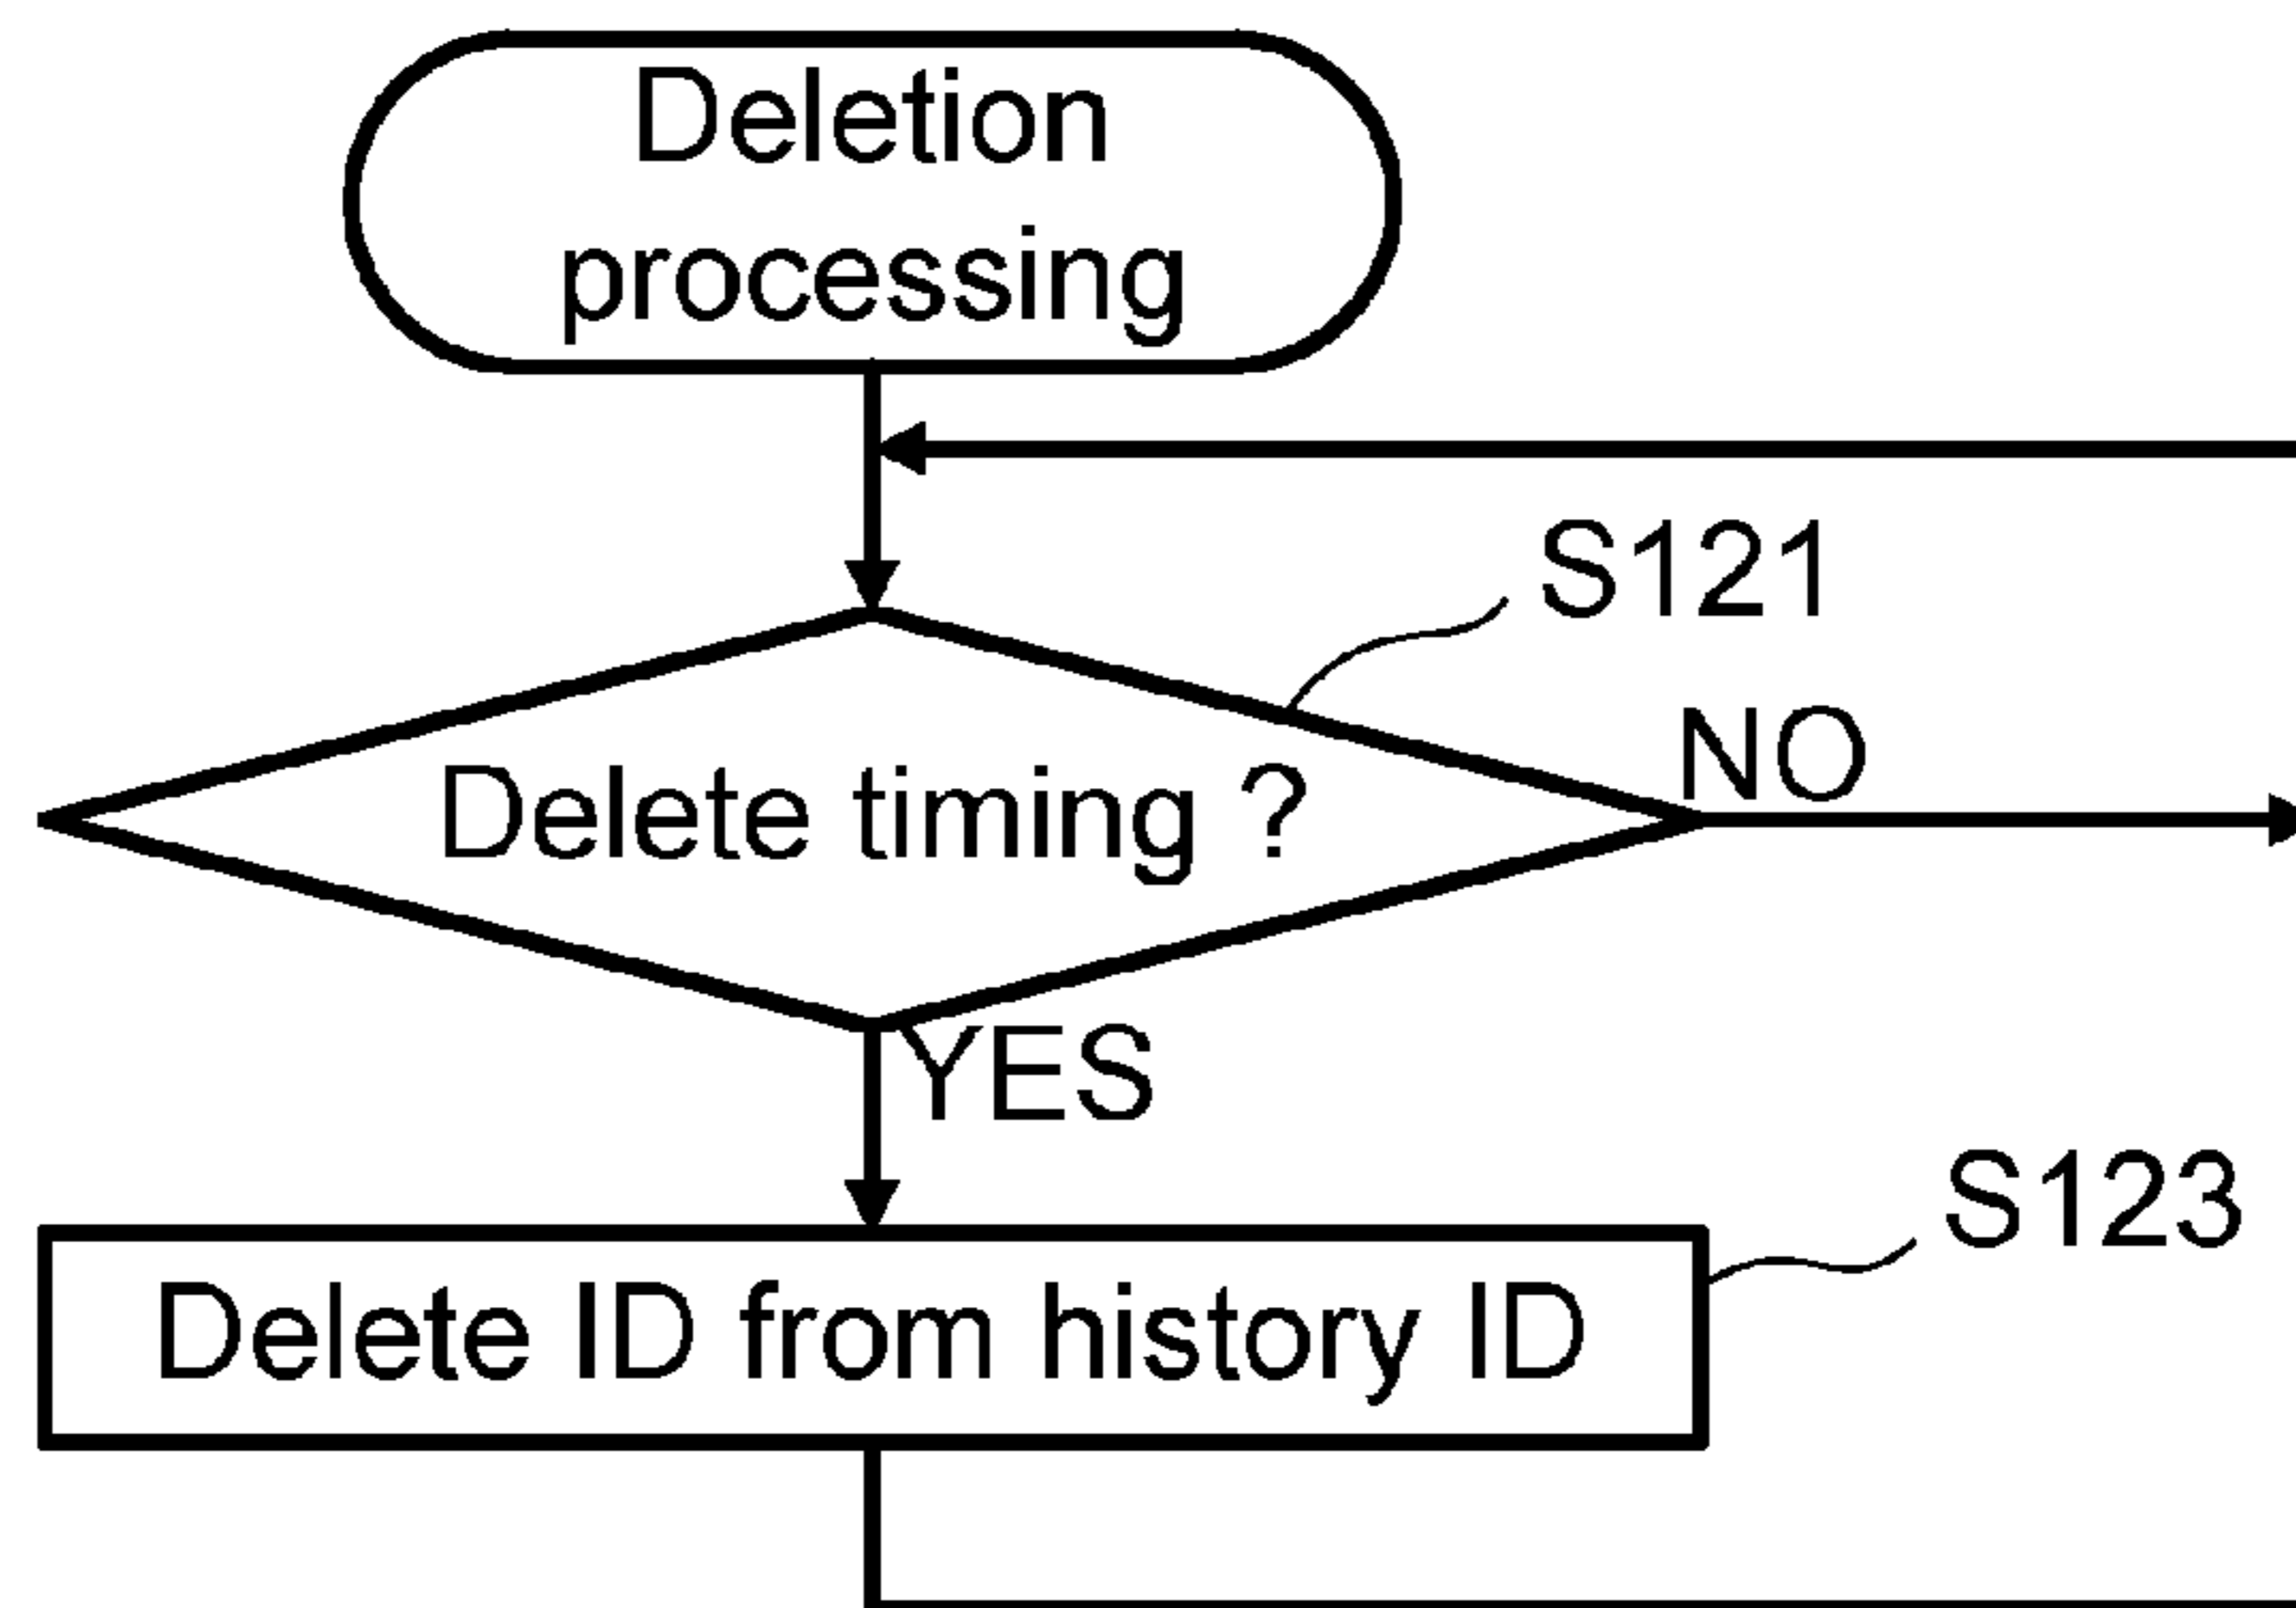 Deletion
processing
S121
NO
Delete timing ?
YES
S123
Delete ID from history ID